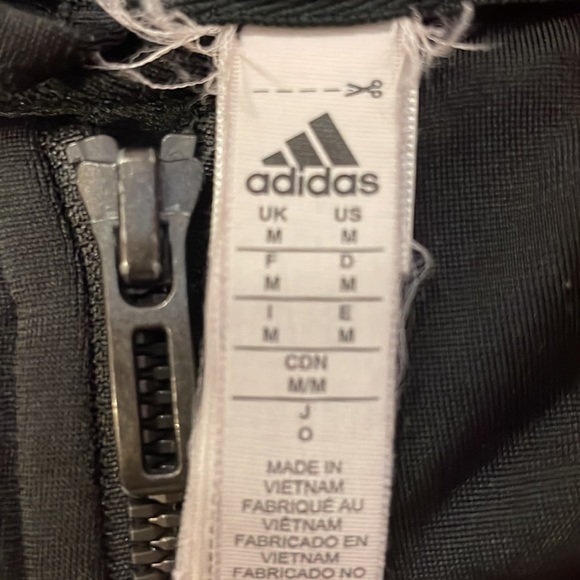 adidas
UK US
M M
F D
M M
I E
M M
CDN
M/M
J
O
MADE IN
VIETNAM
FABRIQUÉ AU
VIÊTNAM
FABRICADO EN
VIETNAM
FABRICADO NO